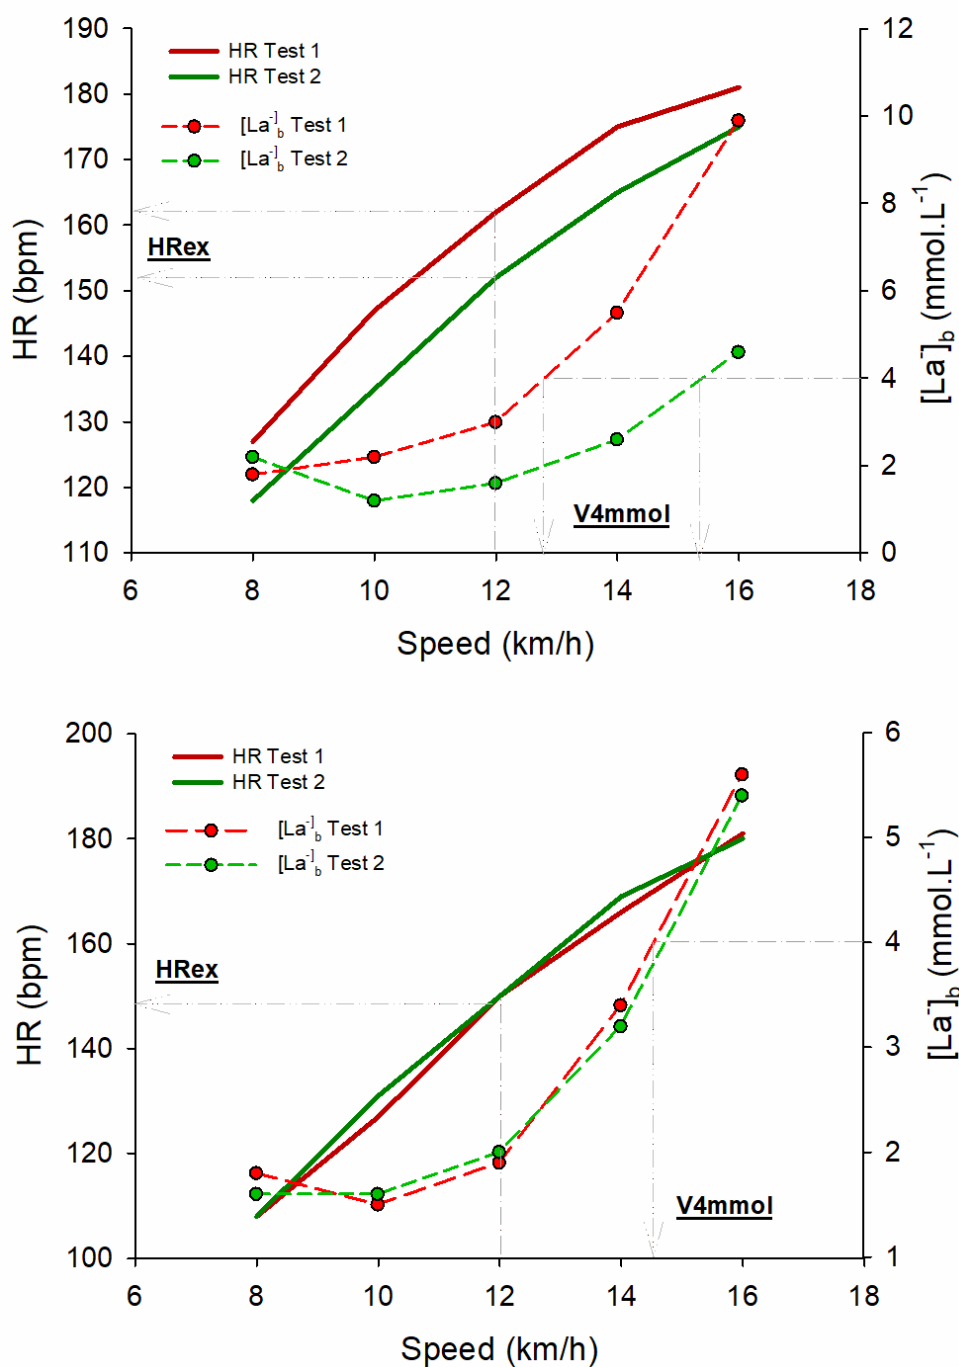 190
180
170
160
150
140
130
120
110
HR (bpm)
HR Test 1
HR Test 2
[La⁻]b Test 1
[La⁻]b Test 2
HRex
V4mmol
12
10
8
6
4
2
0
[La⁻]b (mmol.L⁻¹)
6 8 10 12 14 16 18
Speed (km/h)
200
180
160
140
120
100
HR (bpm)
HR Test 1
HR Test 2
[La⁻]b Test 1
[La⁻]b Test 2
HRex
V4mmol
6
5
4
3
2
1
[La⁻]b (mmol.L⁻¹)
6 8 10 12 14 16 18
Speed (km/h)